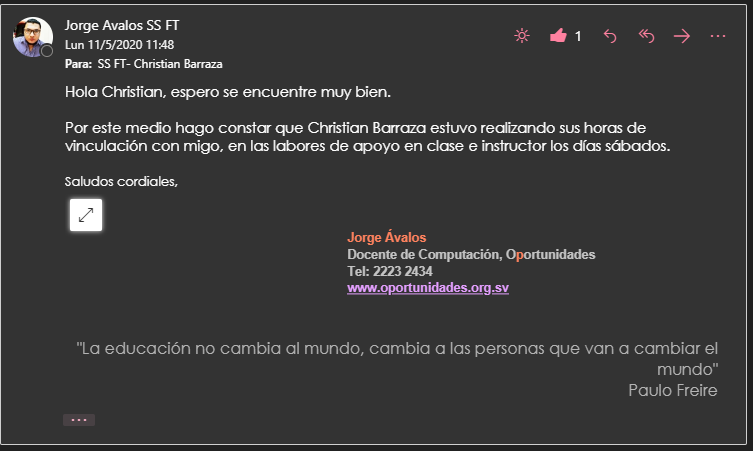 Jorge Avalos SS FT
Lun 11/5/2020 11:48
Para: SS FT- Christian Barraza
1
Hola Christian, espero se encuentre muy bien.
Por este medio hago constar que Christian Barraza estuvo realizando sus horas de
vinculación con migo, en las labores de apoyo en clase e instructor los días sábados.
Saludos cordiales,
Jorge Ávalos
Docente de Computación, Oportunidades
Tel: 2223 2434
www.oportunidades.org.sv
"La educación no cambia al mundo, cambia a las personas que van a cambiar el
mundo"
Paulo Freire